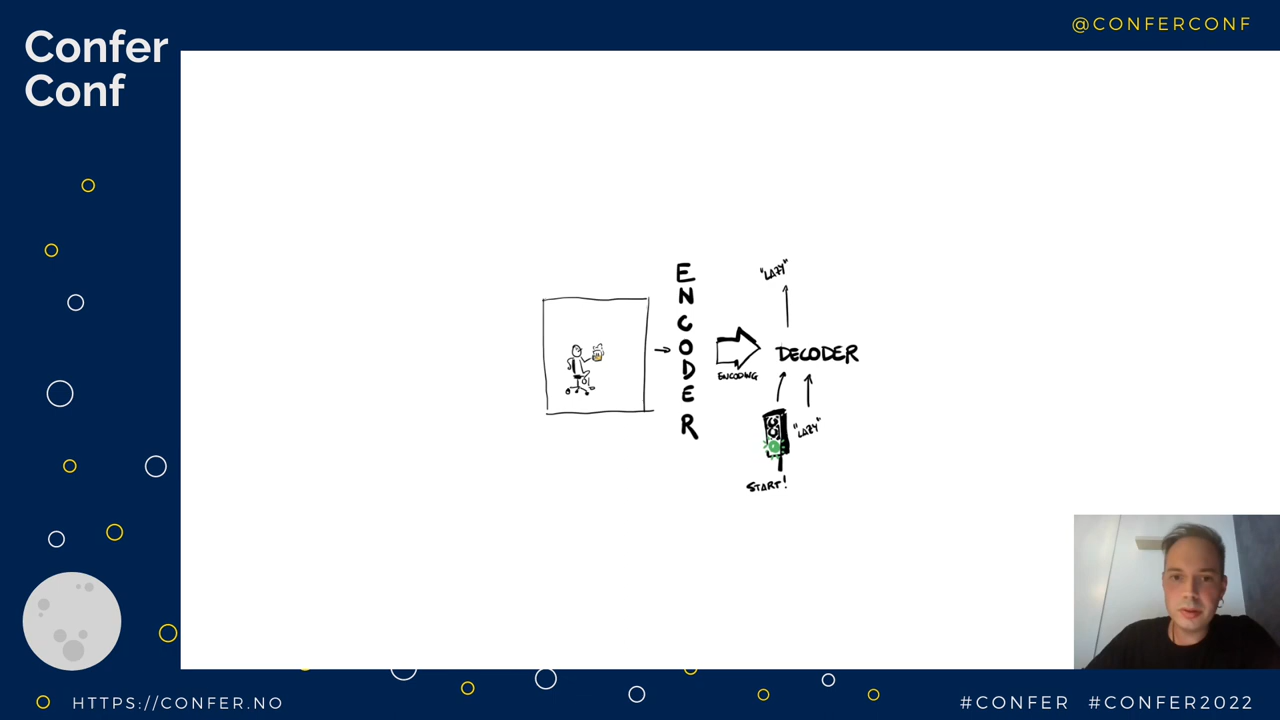 Confer
Conf
@CONFERCONF
"LAZY"
ENCODER
DECODER
ENCODING
"LAZY"
START!
HTTPS://CONFER.NO
#CONFER #CONFER2022